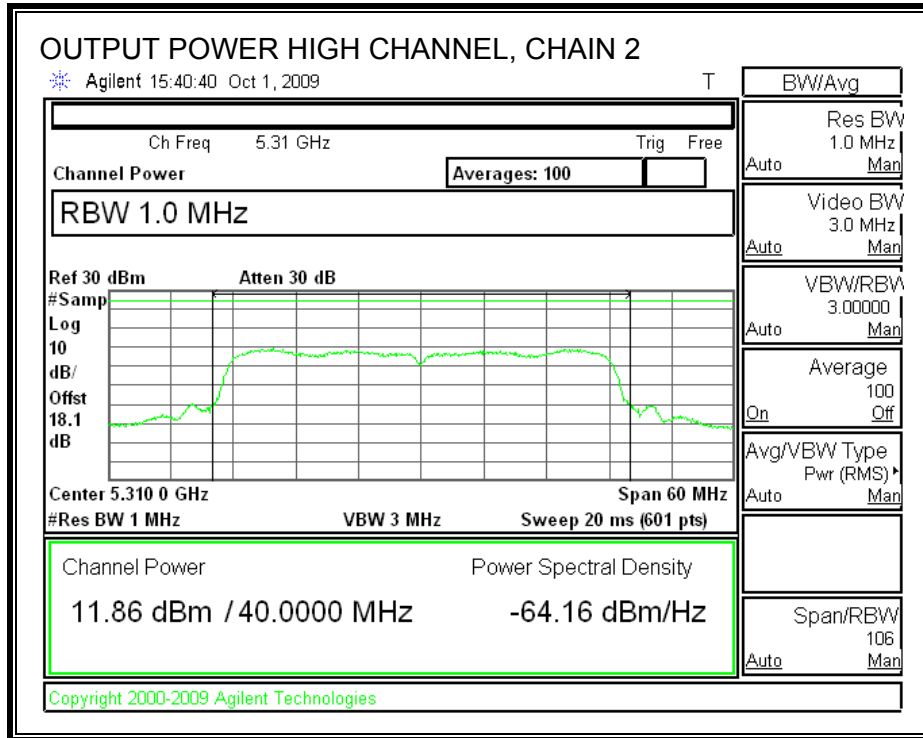 OUTPUT POWER HIGH CHANNEL, CHAIN 2
Agilent 15:40:40 Oct 1, 2009 T
Ch Freq 5.31 GHz Trig Free
Channel Power Averages: 100
RBW 1.0 MHz
Ref 30 dBm Atten 30 dB
#Samp
Log
10
dB/
Offst
18.1
dB
Center 5.310 0 GHz Span 60 MHz
#Res BW 1 MHz VBW 3 MHz Sweep 20 ms (601 pts)
Channel Power Power Spectral Density
11.86 dBm / 40.0000 MHz -64.16 dBm/Hz
Copyright 2000-2009 Agilent Technologies
BW/Avg
Res BW
1.0 MHz
Auto Man
Video BW
3.0 MHz
Auto Man
VBW/RBW
3.00000
Auto Man
Average
100
On Off
Avg/VBW Type
Pwr (RMS)
Auto Man
Span/RBW
106
Auto Man